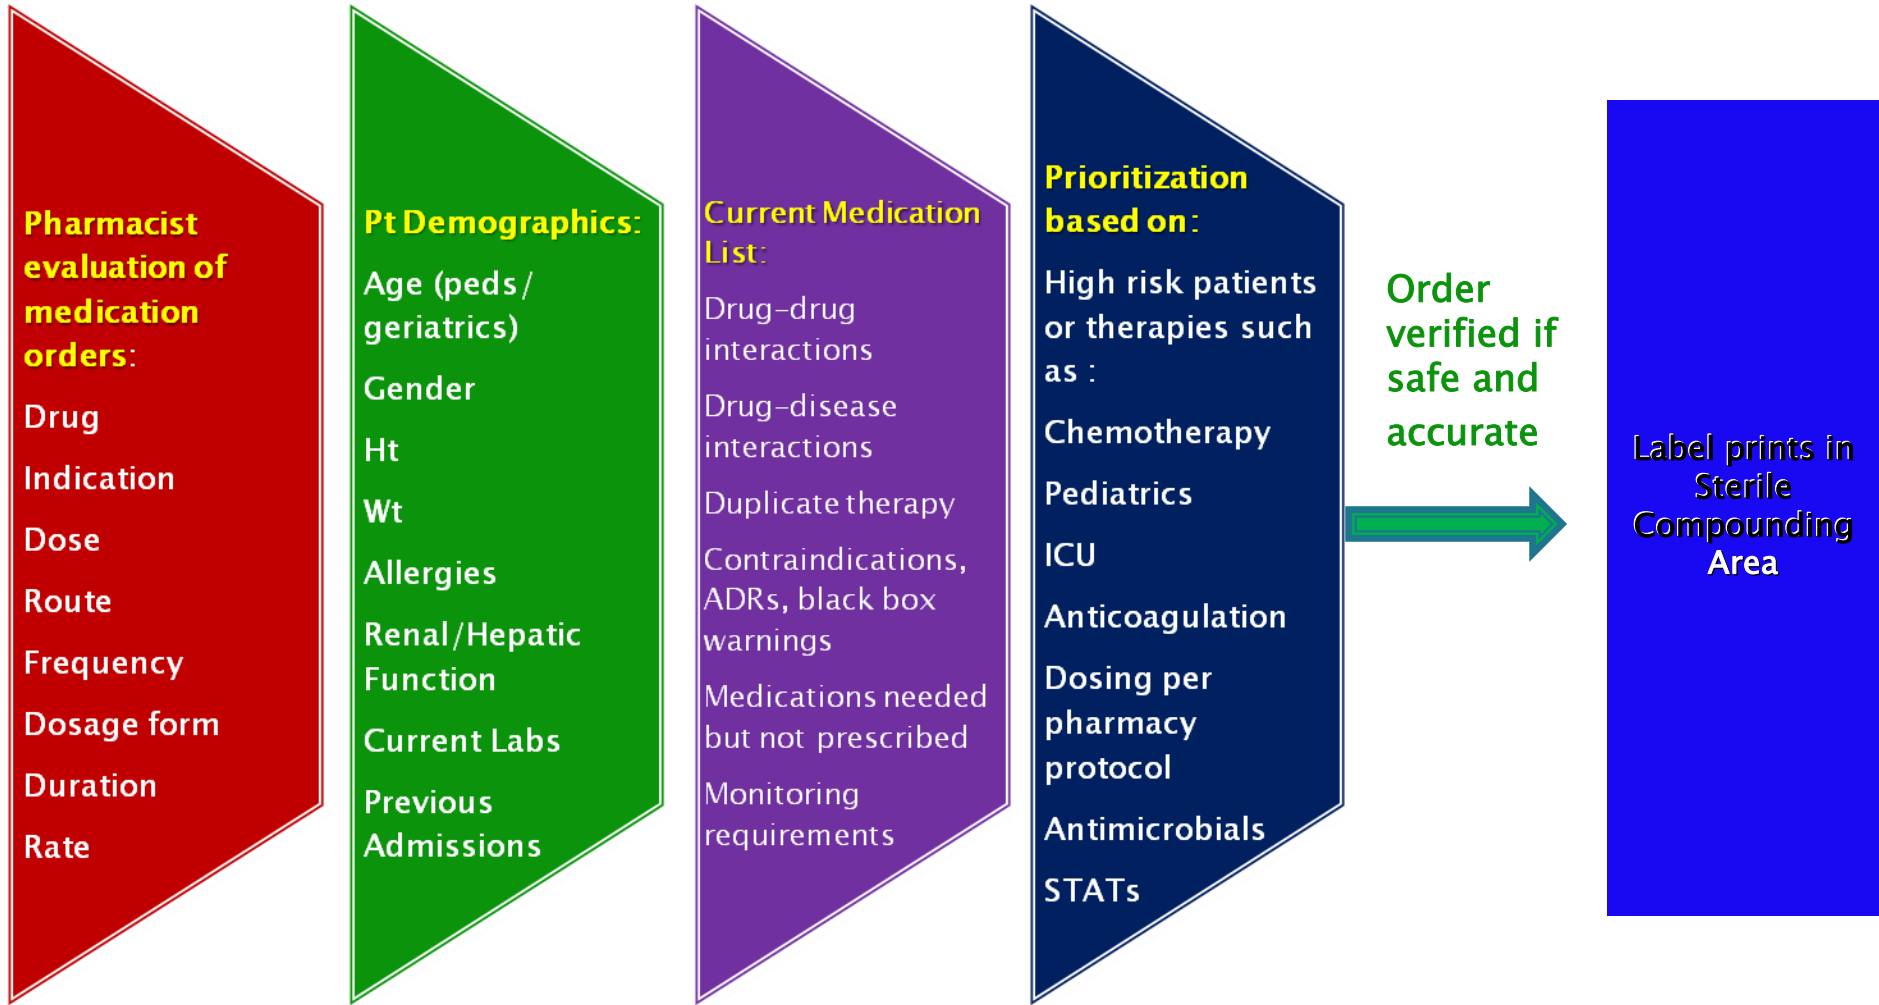 Pharmacist
evaluation of
medication
orders:
Drug
Indication
Dose
Route
Frequency
Dosage form
Duration
Rate
Pt Demographics:
Age (peds/
geriatrics)
Gender
Ht
Wt
Allergies
Renal/Hepatic
Function
Current Labs
Previous
Admissions
Current Medication
List:
Drug-drug
interactions
Drug-disease
interactions
Duplicate therapy
Contraindications,
ADRs, black box
warnings
Medications needed
but not prescribed
Monitoring
requirements
Prioritization
based on:
High risk patients
or therapies such
as :
Chemotherapy
Pediatrics
ICU
Anticoagulation
Dosing per
pharmacy
protocol
Antimicrobials
STATs
Order
verified if
safe and
accurate
Label prints in
Sterile
Compounding
Area